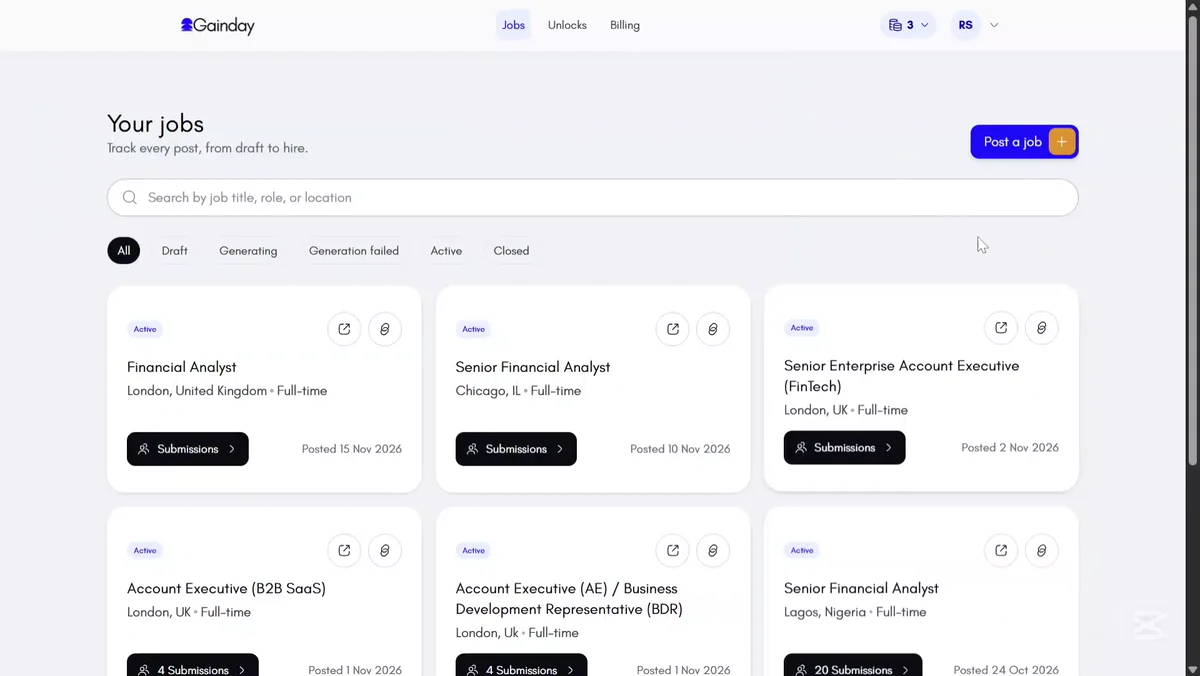 Gainday
Jobs
Unlocks
Billing
3
RS
Your jobs
Track every post, from draft to hire.
Post a job
Search by job title, role, or location
All
Draft
Generating
Generation failed
Active
Closed
Active
Financial Analyst
London, United Kingdom • Full-time
Submissions
Posted 15 Nov 2026
Active
Senior Financial Analyst
Chicago, IL • Full-time
Submissions
Posted 10 Nov 2026
Active
Senior Enterprise Account Executive
(FinTech)
London, UK • Full-time
Submissions
Posted 2 Nov 2026
Active
Account Executive (B2B SaaS)
London, UK • Full-time
4 Submissions
Posted 1 Nov 2026
Active
Account Executive (AE) / Business
Development Representative (BDR)
London, Uk • Full-time
4 Submissions
Posted 1 Nov 2026
Active
Senior Financial Analyst
Lagos, Nigeria • Full-time
20 Submissions
Posted 24 Oct 2026